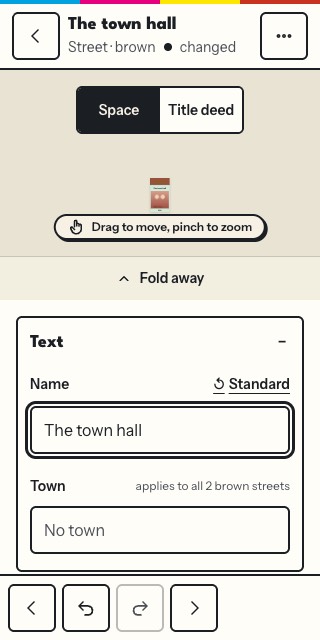 The town hall
Street · brown ● changed
Space
Title deed
Drag to move, pinch to zoom
Fold away
Text
Name
Standard
The town hall
Town
applies to all 2 brown streets
No town